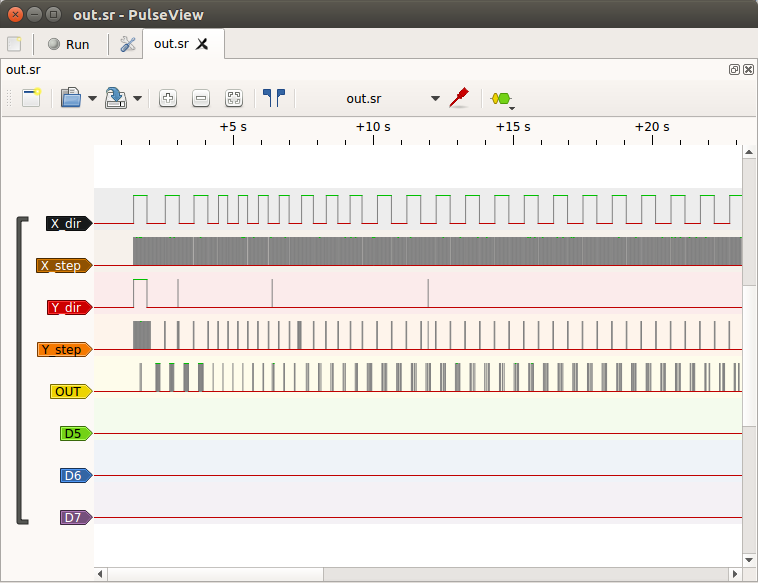 out.sr - PulseView
Run
out.sr
out.sr
out.sr
+5 s +10 s +15 s +20 s
X_dir
X_step
Y_dir
Y_step
OUT
D5
D6
D7